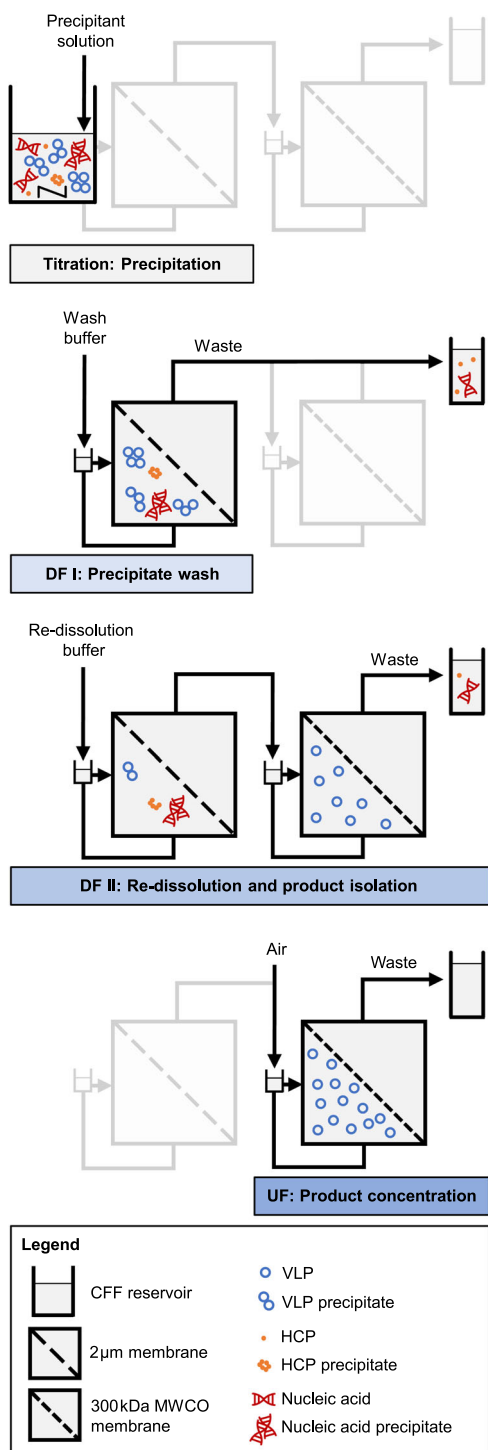 Precipitant
solution
Titration: Precipitation
Wash
buffer
Waste
DF I: Precipitate wash
Re-dissolution
buffer
Waste
DF II: Re-dissolution and product isolation
Air
Waste
UF: Product concentration
Legend
CFF reservoir
2µm membrane
300kDa MWCO
membrane
VLP
VLP precipitate
HCP
HCP precipitate
Nucleic acid
Nucleic acid precipitate